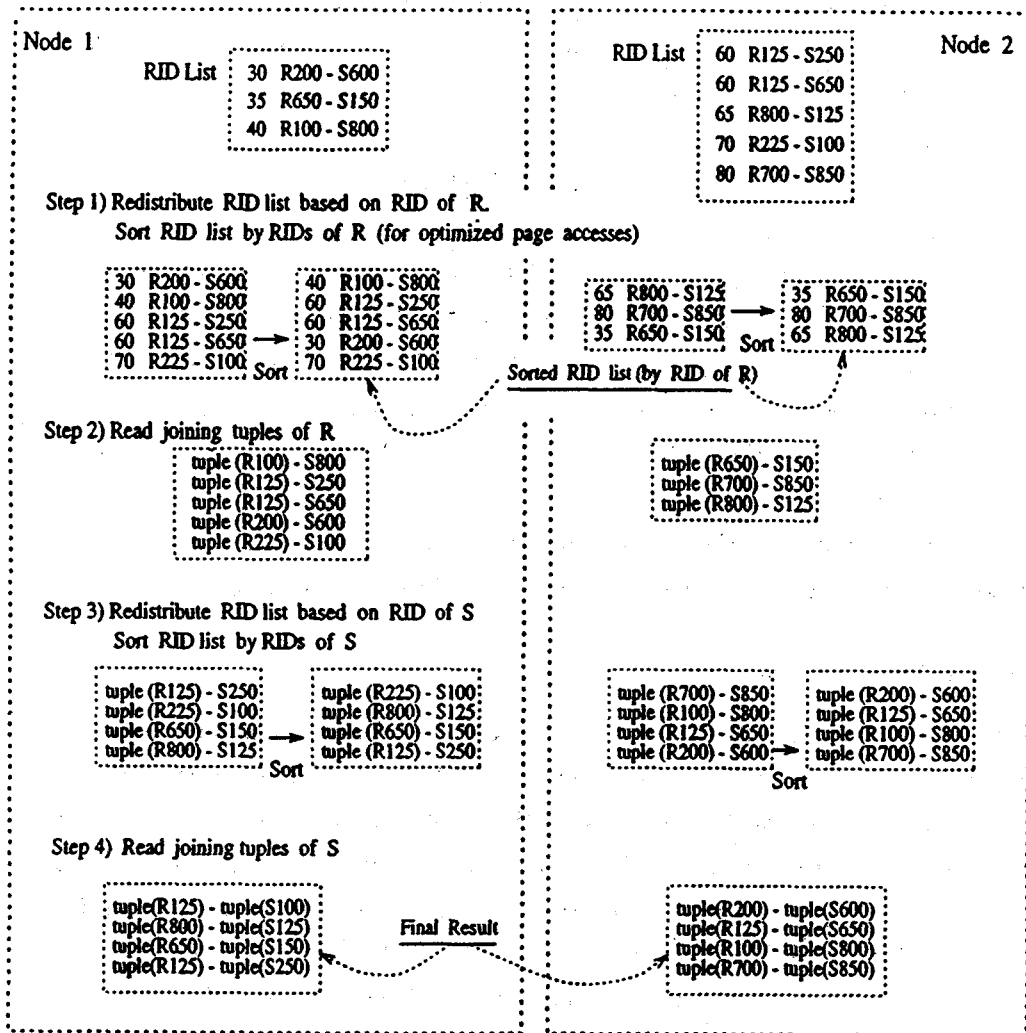 Node 1
RID List
30 R200 - S600
35 R650 - S150
40 R100 - S800
Node 2
RID List
60 R125 - S250
60 R125 - S650
65 R800 - S125
70 R225 - S100
80 R700 - S850
Step 1) Redistribute RID list based on RID of R.
Sort RID list by RIDs of R (for optimized page accesses)
30 R200 - S600
40 R100 - S800
60 R125 - S250
60 R125 - S650
70 R225 - S100
Sort
40 R100 - S800
60 R125 - S250
60 R125 - S650
30 R200 - S600
70 R225 - S100
65 R800 - S125
80 R700 - S850
35 R650 - S150
Sort
35 R650 - S150
80 R700 - S850
65 R800 - S125
Sorted RID list (by RID of R)
Step 2) Read joining tuples of R
tuple (R100) - S800
tuple (R125) - S250
tuple (R125) - S650
tuple (R200) - S600
tuple (R225) - S100
tuple (R650) - S150
tuple (R700) - S850
tuple (R800) - S125
Step 3) Redistribute RID list based on RID of S
Sort RID list by RIDs of S
tuple (R125) - S250
tuple (R225) - S100
tuple (R650) - S150
tuple (R800) - S125
Sort
tuple (R225) - S100
tuple (R800) - S125
tuple (R650) - S150
tuple (R125) - S250
tuple (R700) - S850
tuple (R100) - S800
tuple (R125) - S650
tuple (R200) - S600
Sort
tuple (R200) - S600
tuple (R125) - S650
tuple (R100) - S800
tuple (R700) - S850
Step 4) Read joining tuples of S
tuple(R125) - tuple(S100)
tuple(R800) - tuple(S125)
tuple(R650) - tuple(S150)
tuple(R125) - tuple(S250)
Final Result
tuple(R200) - tuple(S600)
tuple(R125) - tuple(S650)
tuple(R100) - tuple(S800)
tuple(R700) - tuple(S850)